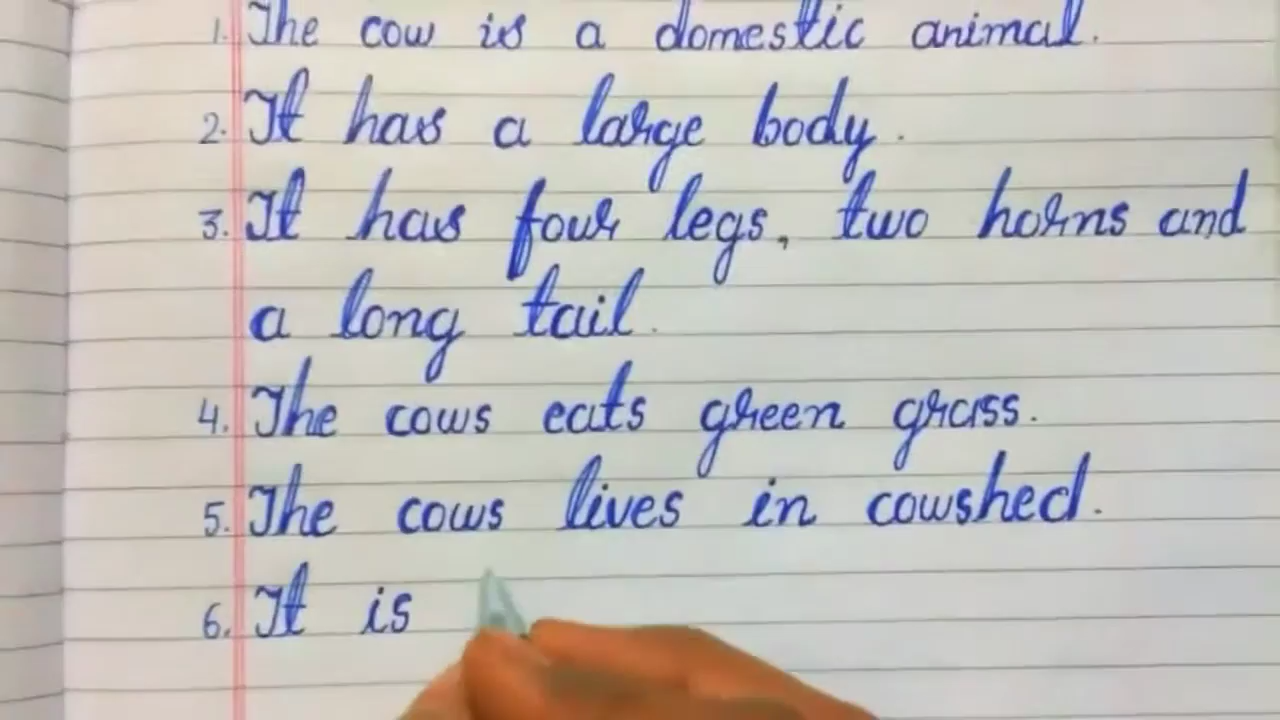 1. The cow is a domestic animal.
2. It has a large body.
3. It has four legs, two horns and
a long tail.
4. The cows eats green grass.
5. The cows lives in cowshed.
6. It is